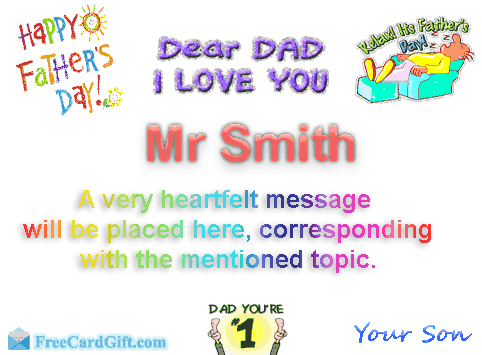 HAPPY
FATHER'S
DAY!
Dear DAD
I LOVE YOU
Relax! It's Father's
Day!
Mr Smith
A very heartfelt message
will be placed here, corresponding
with the mentioned topic.
DAD YOU'RE
#1
FreeCardGift.com
Your Son